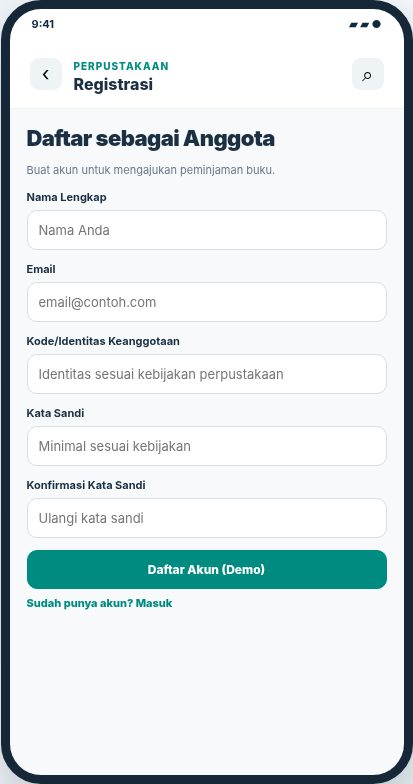 9:41
PERPUSTAKAAN
Registrasi
Daftar sebagai Anggota
Buat akun untuk mengajukan peminjaman buku.
Nama Lengkap
Nama Anda
Email
email@contoh.com
Kode/Identitas Keanggotaan
Identitas sesuai kebijakan perpustakaan
Kata Sandi
Minimal sesuai kebijakan
Konfirmasi Kata Sandi
Ulangi kata sandi
Daftar Akun (Demo)
Sudah punya akun? Masuk